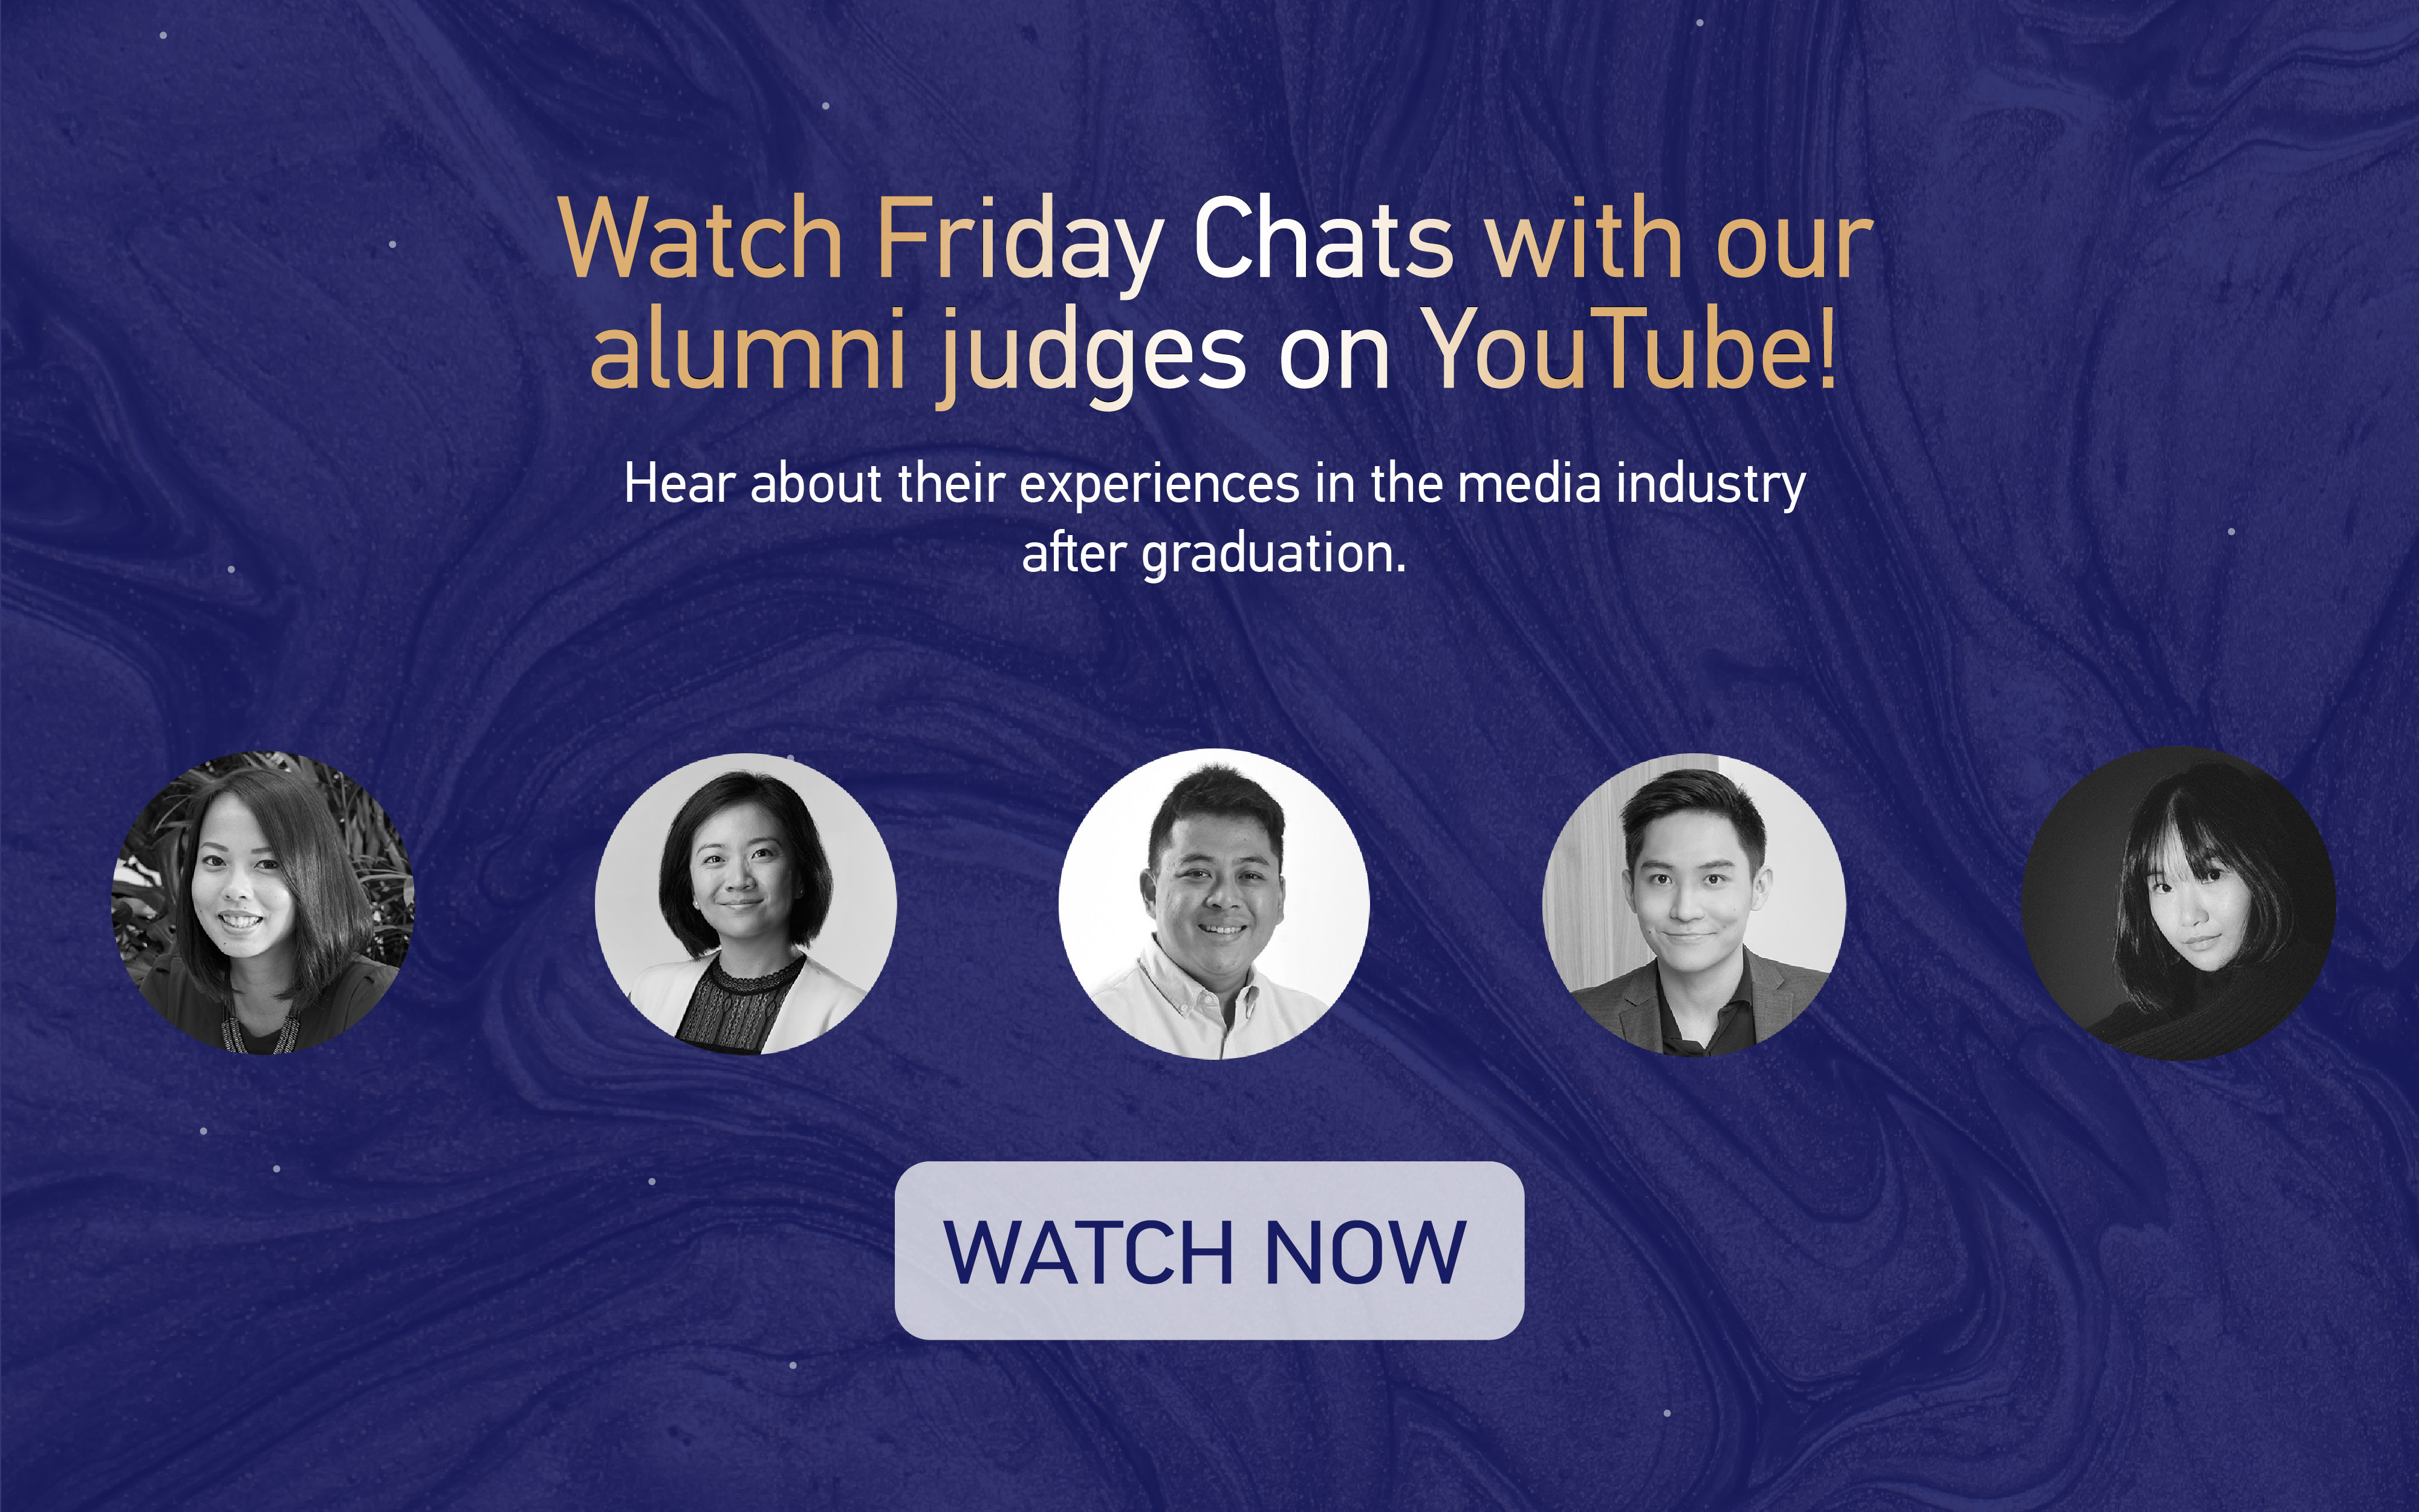 Watch Friday Chats with our
alumni judges on YouTube!
Hear about their experiences in the media industry
after graduation.
WATCH NOW